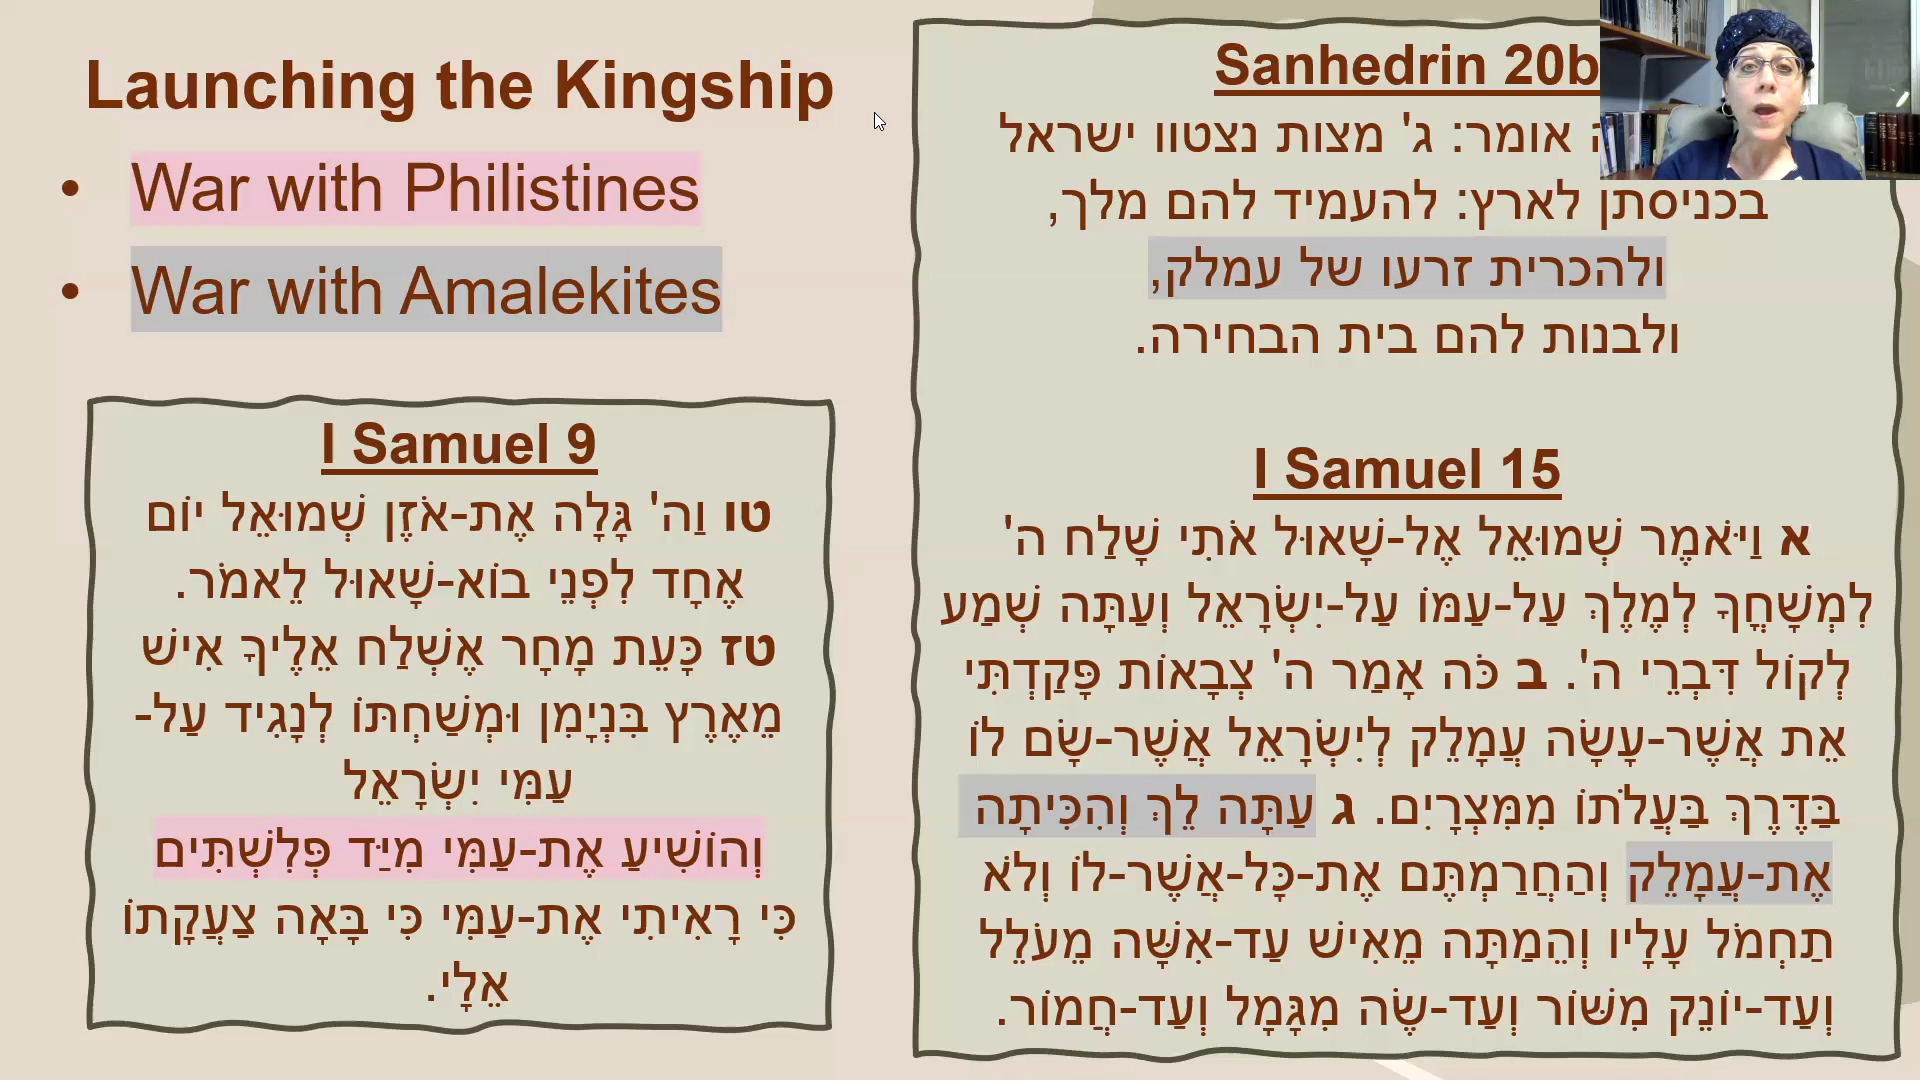 Launching the Kingship
• War with Philistines
• War with Amalekites
I Samuel 9
טו וַה' גָּלָה אֶת-אֹזֶן שְׁמוּאֵל יוֹם
אֶחָד לִפְנֵי בוֹא-שָׁאוּל לֵאמֹר.
טז כָּעֵת מָחָר אֶשְׁלַח אֵלֶיךָ אִישׁ
מֵאֶרֶץ בִּנְיָמִן וּמְשַׁחְתּוֹ לְנָגִיד עַל-
עַמִּי יִשְׂרָאֵל
וְהוֹשִׁיעַ אֶת-עַמִּי מִיַּד פְּלִשְׁתִּים
כִּי רָאִיתִי אֶת-עַמִּי כִּי בָּאָה צַעֲקָתוֹ
אֵלָי.
Sanhedrin 20b
אומר: ג' מצות נצטוו ישראל
בכניסתן לארץ: להעמיד להם מלך,
ולהכרית זרעו של עמלק,
ולבנות להם בית הבחירה.
I Samuel 15
א וַיֹּאמֶר שְׁמוּאֵל אֶל-שָׁאוּל אֹתִי שָׁלַח ה'
לִמְשָׁחֳךָ לְמֶלֶךְ עַל-עַמּוֹ עַל-יִשְׂרָאֵל וְעַתָּה שְׁמַע
לְקוֹל דִּבְרֵי ה'. ב כֹּה אָמַר ה' צְבָאוֹת פָּקַדְתִּי
אֵת אֲשֶׁר-עָשָׂה עֲמָלֵק לְיִשְׂרָאֵל אֲשֶׁר-שָׂם לוֹ
בַּדֶּרֶךְ בַּעֲלֹתוֹ מִמִּצְרָיִם. ג עַתָּה לֵךְ וְהִכִּיתָה
אֶת-עֲמָלֵק וְהַחֲרַמְתֶּם אֶת-כָּל-אֲשֶׁר-לוֹ וְלֹא
תַחְמֹל עָלָיו וְהֵמַתָּה מֵאִישׁ עַד-אִשָּׁה מֵעֹלֵל
וְעַד-יוֹנֵק מִשּׁוֹר וְעַד-שֶׂה מִגָּמָל וְעַד-חֲמוֹר.